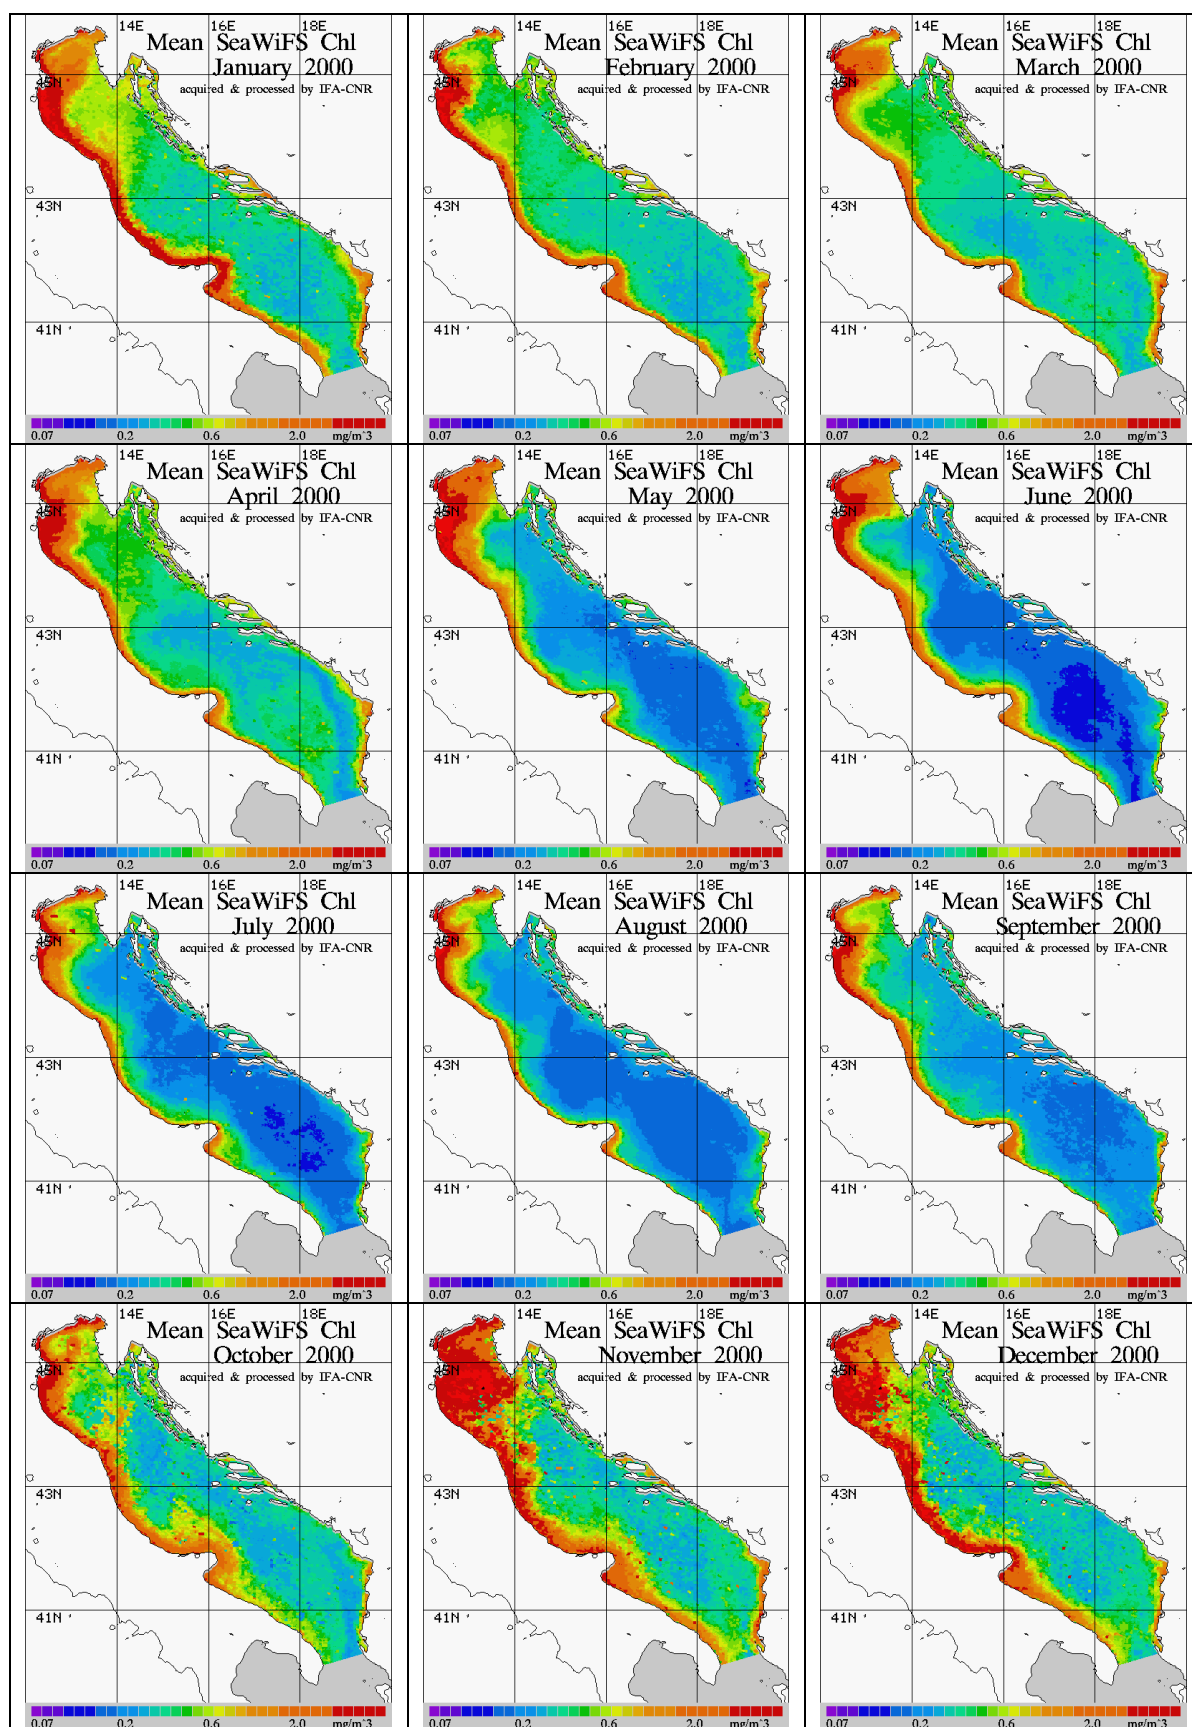 14E 16E 18E
Mean SeaWiFS Chl
January 2000
45N
acquired & processed by IFA-CNR
43N
41N
0.07 0.2 0.6 2.0 mg/m^3
14E 16E 18E
Mean SeaWiFS Chl
February 2000
45N
acquired & processed by IFA-CNR
43N
41N
0.07 0.2 0.6 2.0 mg/m^3
14E 16E 18E
Mean SeaWiFS Chl
March 2000
45N
acquired & processed by IFA-CNR
43N
41N
0.07 0.2 0.6 2.0 mg/m^3
14E 16E 18E
Mean SeaWiFS Chl
April 2000
45N
acquired & processed by IFA-CNR
43N
41N
0.07 0.2 0.6 2.0 mg/m^3
14E 16E 18E
Mean SeaWiFS Chl
May 2000
45N
acquired & processed by IFA-CNR
43N
41N
0.07 0.2 0.6 2.0 mg/m^3
14E 16E 18E
Mean SeaWiFS Chl
June 2000
45N
acquired & processed by IFA-CNR
43N
41N
0.07 0.2 0.6 2.0 mg/m^3
14E 16E 18E
Mean SeaWiFS Chl
July 2000
45N
acquired & processed by IFA-CNR
43N
41N
0.07 0.2 0.6 2.0 mg/m^3
14E 16E 18E
Mean SeaWiFS Chl
August 2000
45N
acquired & processed by IFA-CNR
43N
41N
0.07 0.2 0.6 2.0 mg/m^3
14E 16E 18E
Mean SeaWiFS Chl
September 2000
45N
acquired & processed by IFA-CNR
43N
41N
0.07 0.2 0.6 2.0 mg/m^3
14E 16E 18E
Mean SeaWiFS Chl
October 2000
45N
acquired & processed by IFA-CNR
43N
41N
0.07 0.2 0.6 2.0 mg/m^3
14E 16E 18E
Mean SeaWiFS Chl
November 2000
45N
acquired & processed by IFA-CNR
43N
41N
0.07 0.2 0.6 2.0 mg/m^3
14E 16E 18E
Mean SeaWiFS Chl
December 2000
45N
acquired & processed by IFA-CNR
43N
41N
0.07 0.2 0.6 2.0 mg/m^3